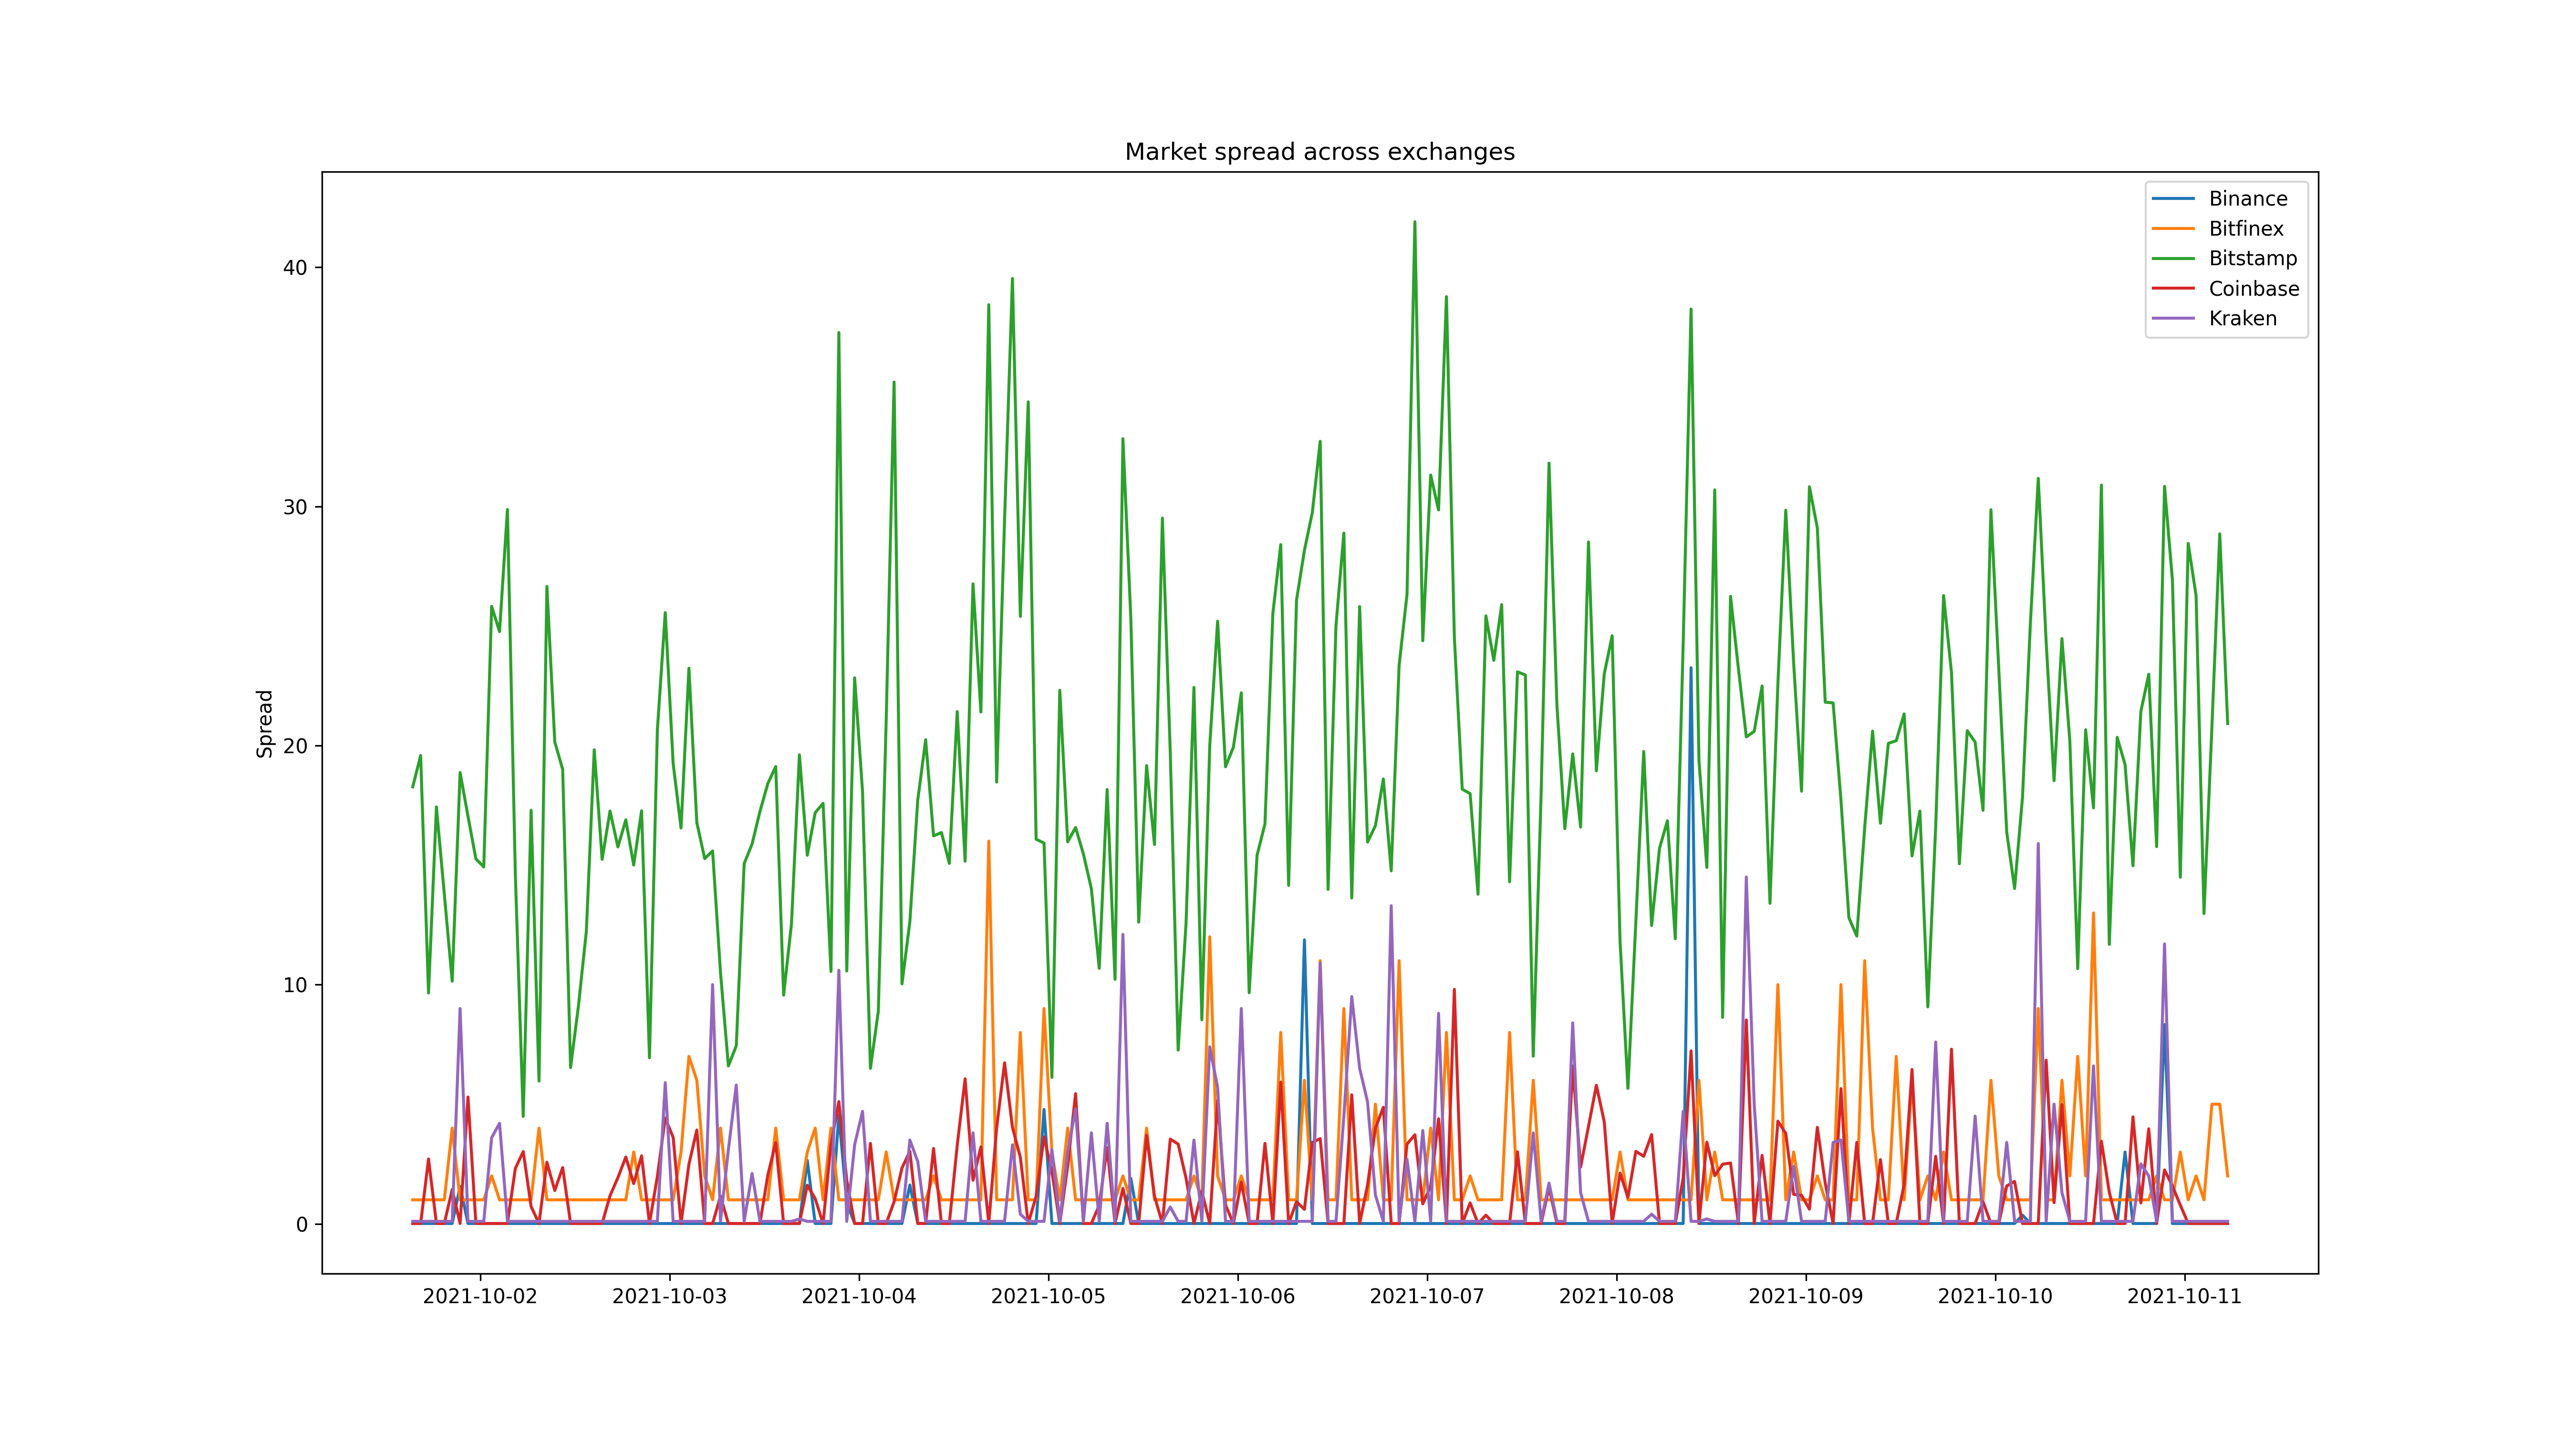 Market spread across exchanges
Binance
Bitfinex
Bitstamp
Coinbase
Kraken
Spread
40
30
20
10
0
2021-10-02
2021-10-03
2021-10-04
2021-10-05
2021-10-06
2021-10-07
2021-10-08
2021-10-09
2021-10-10
2021-10-11